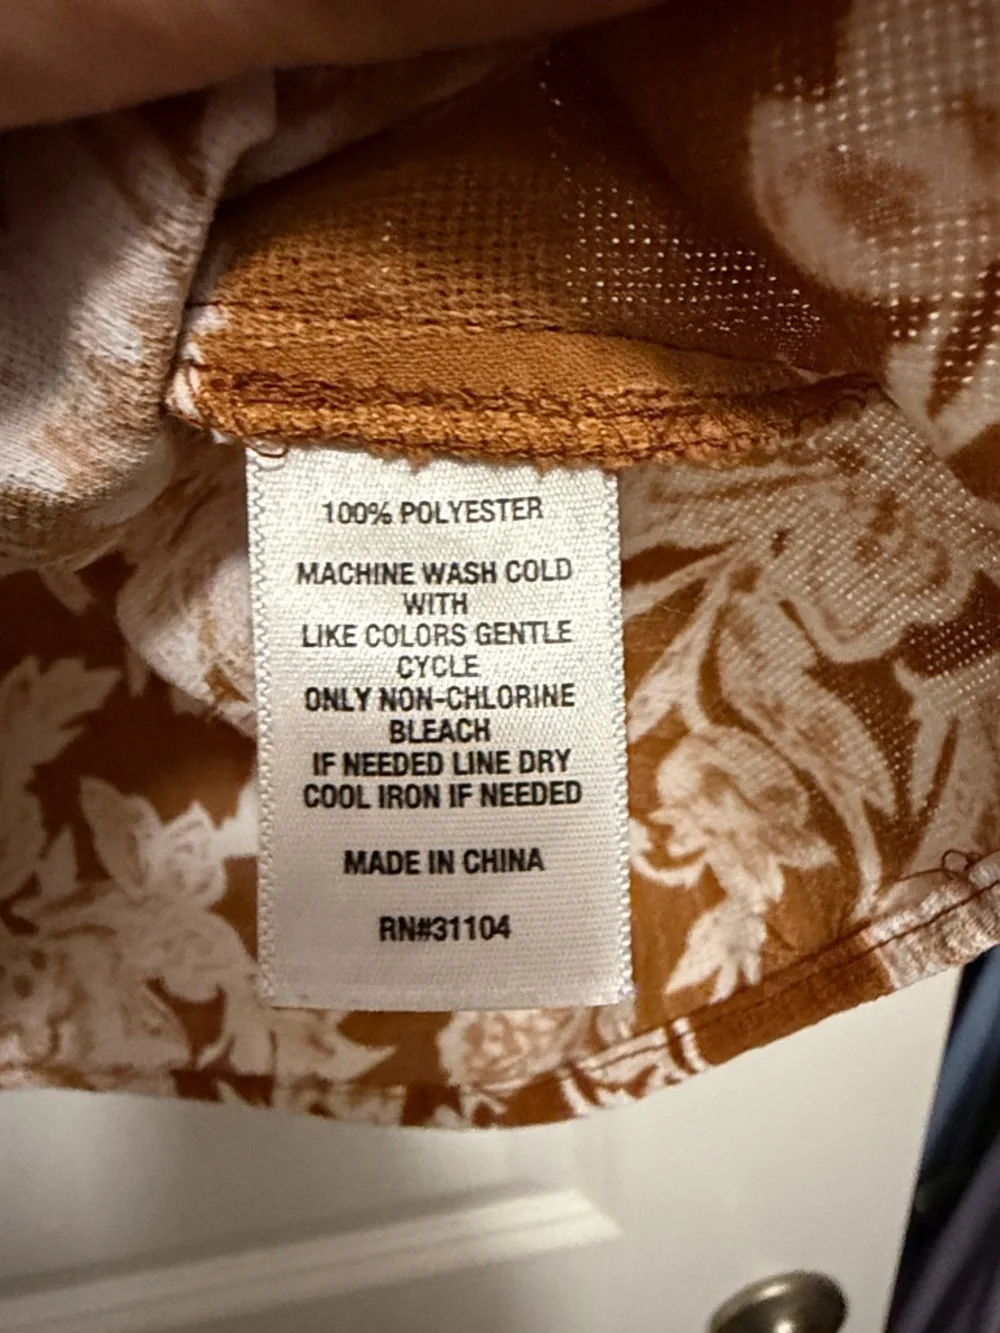 100% POLYESTER
MACHINE WASH COLD
WITH
LIKE COLORS GENTLE
CYCLE
ONLY NON-CHLORINE
BLEACH
IF NEEDED LINE DRY
COOL IRON IF NEEDED
MADE IN CHINA
RN#31104